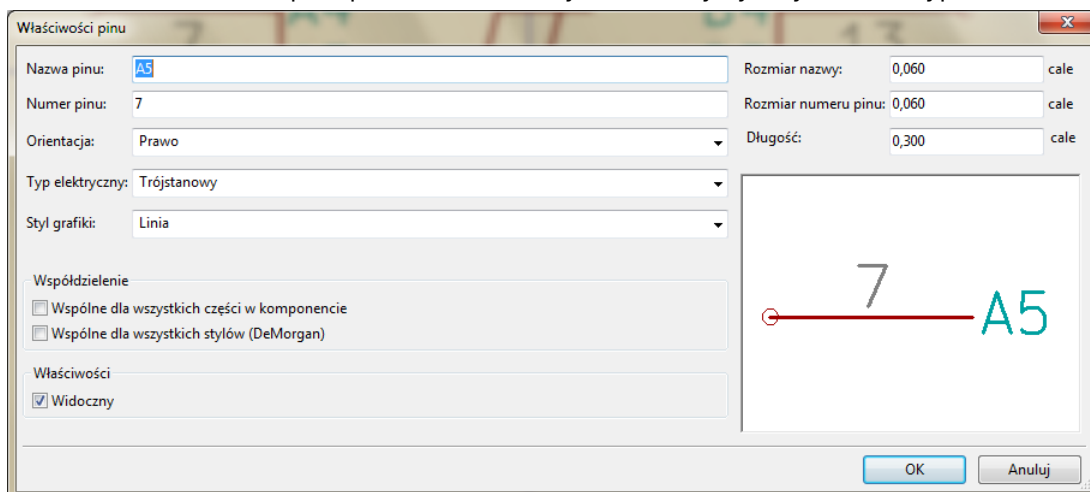 Właściwości pinu
Nazwa pinu: A5
Rozmiar nazwy: 0,060 cale
Numer pinu: 7
Rozmiar numeru pinu: 0,060 cale
Orientacja: Prawo
Długość: 0,300 cale
Typ elektryczny: Trójstanowy
Styl grafiki: Linia
7
A5
Współdzielenie
Wspólne dla wszystkich części w komponencie
Wspólne dla wszystkich stylów (DeMorgan)
Właściwości
Widoczny
OK
Anuluj